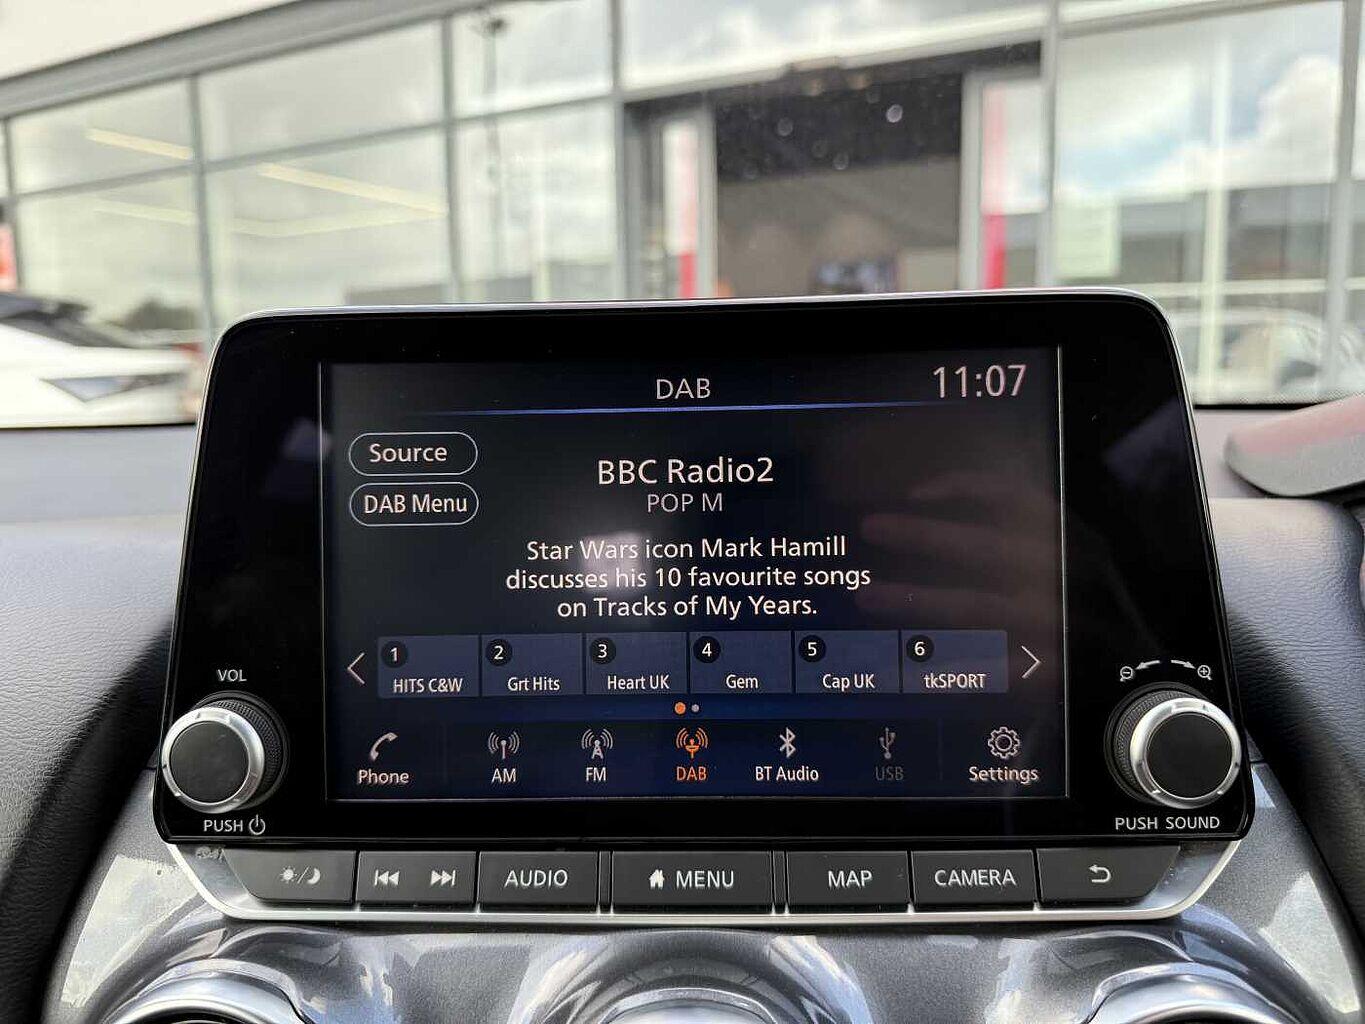 DAB
11:07
Source
DAB Menu
BBC Radio2
POP M
Star Wars icon Mark Hamill
discusses his 10 favourite songs
on Tracks of My Years.
1 2 3 4 5 6
HITS C&W Grt Hits Heart UK Gem Cap UK tkSPORT
Phone AM FM DAB BT Audio USB Settings
VOL
PUSH
PUSH SOUND
AUDIO MENU MAP CAMERA